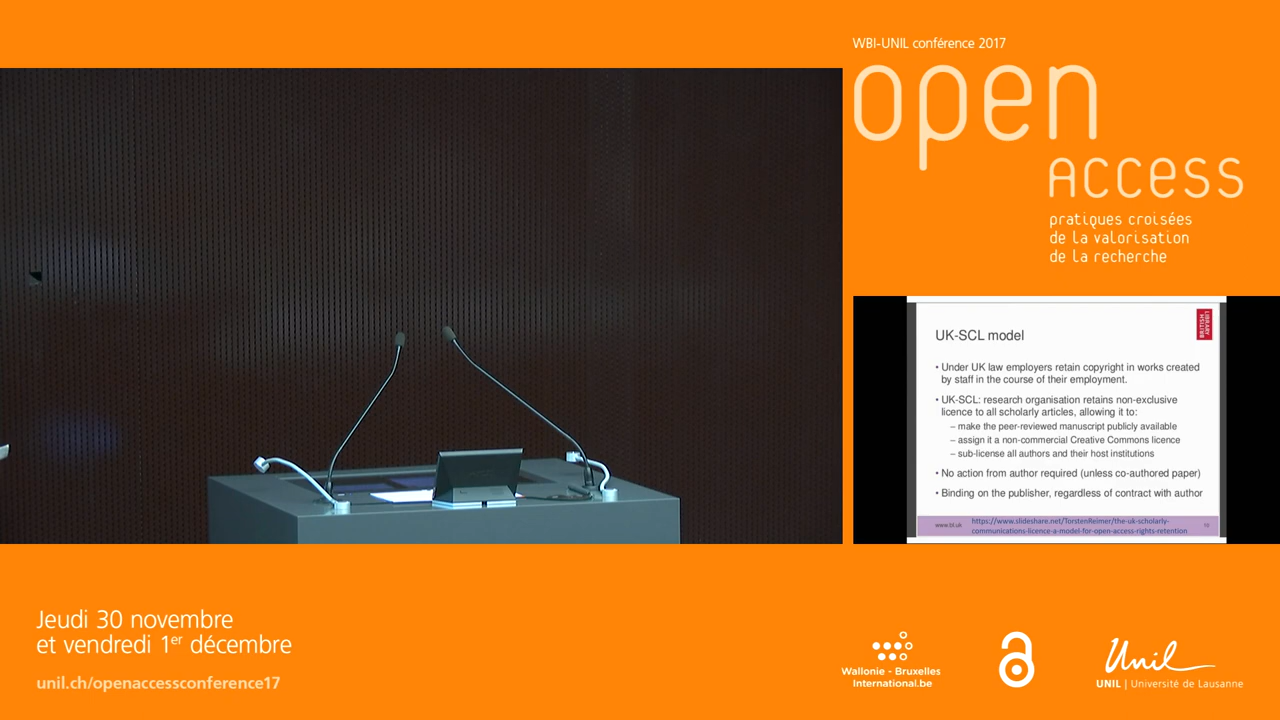 WBI-UNIL conférence 2017
open
ACCESS
pratiques croisées
de la valorisation
de la recherche
BRITISH
LIBRARY
UK-SCL model
• Under UK law employers retain copyright in works created
by staff in the course of their employment.
• UK-SCL: research organisation retains non-exclusive
licence to all scholarly articles, allowing it to:
– make the peer-reviewed manuscript publicly available
– assign it a non-commercial Creative Commons licence
– sub-license all authors and their host institutions
• No action from author required (unless co-authored paper)
• Binding on the publisher, regardless of contract with author
www.bl.uk
https://www.slideshare.net/TorstenReimer/the-uk-scholarly-
communications-licence-a-model-for-open-access-rights-retention
Jeudi 30 novembre
et vendredi 1er décembre
unil.ch/openaccessconference17
Wallonie - Bruxelles
International.be
Unil
UNIL | Université de Lausanne